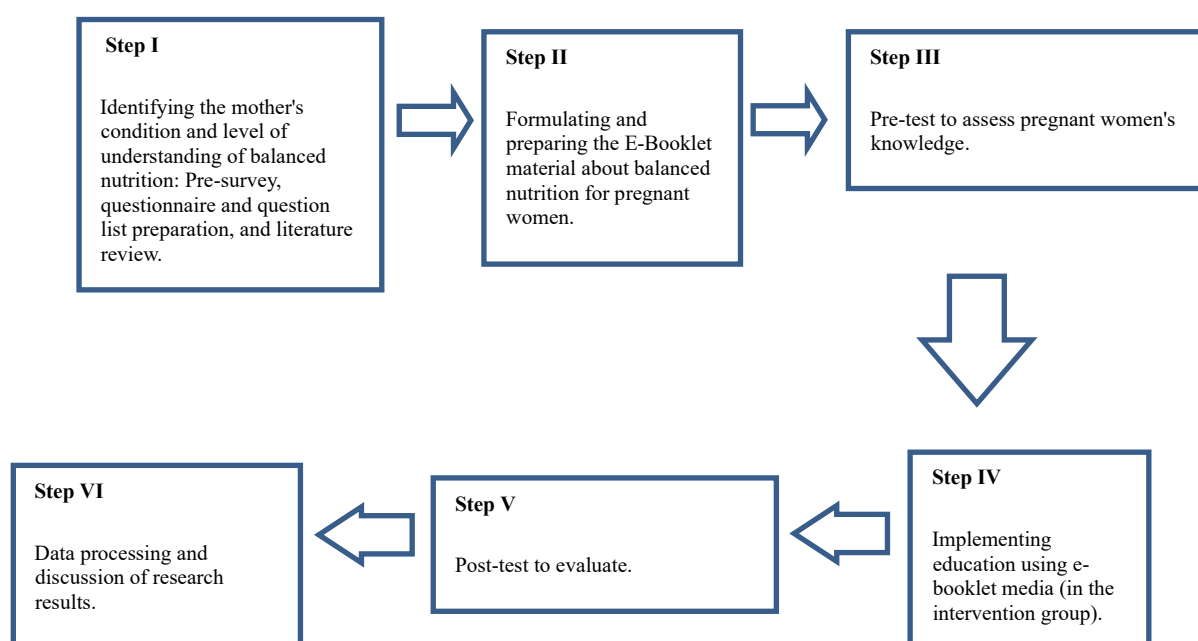 Step I
Identifying the mother's
condition and level of
understanding of balanced
nutrition: Pre-survey,
questionnaire and question
list preparation, and literature
review.
Step II
Formulating and
preparing the E-Booklet
material about balanced
nutrition for pregnant
women.
Step III
Pre-test to assess pregnant women's
knowledge.
Step IV
Implementing
education using e-
booklet media (in the
intervention group).
Step V
Post-test to evaluate.
Step VI
Data processing and
discussion of research
results.